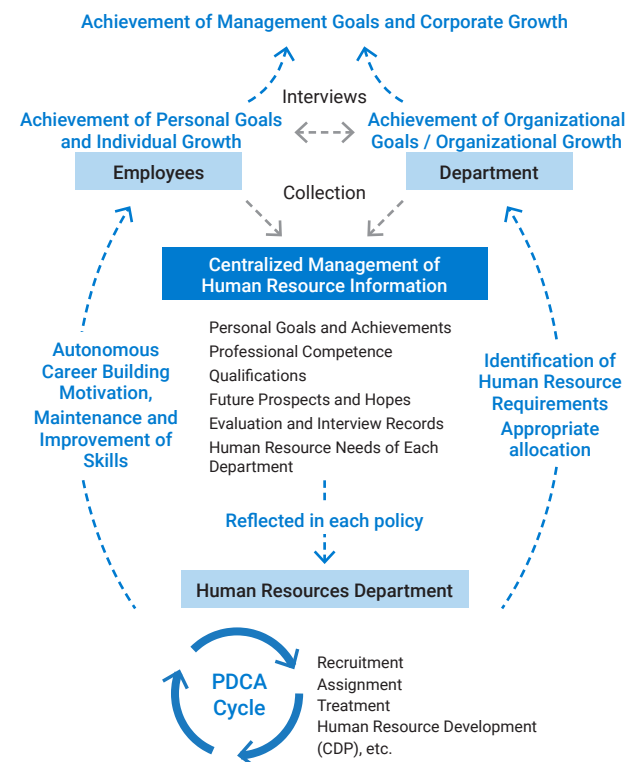 Achievement of Management Goals and Corporate Growth
Interviews
Achievement of Personal Goals
and Individual Growth
Achievement of Organizational
Goals / Organizational Growth
Employees
Department
Collection
Centralized Management of
Human Resource Information
Personal Goals and Achievements
Professional Competence
Qualifications
Future Prospects and Hopes
Evaluation and Interview Records
Human Resource Needs of Each
Department
Autonomous
Career Building
Motivation,
Maintenance and
Improvement of
Skills
Identification of
Human Resource
Requirements
Appropriate
allocation
Reflected in each policy
Human Resources Department
PDCA
Cycle
Recruitment
Assignment
Treatment
Human Resource Development
(CDP), etc.